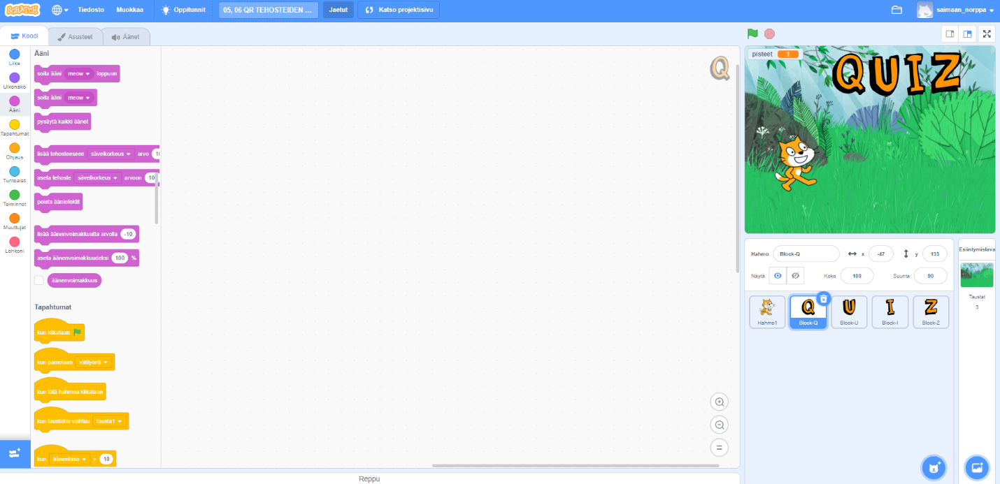 SCRATCH
Tiedosto
Muokkaa
Oppitunnit
05, 06 QR TEHOSTEIDEN ...
Jaetut
Katso projektisivu
saimaan_norppa
Koodi
Asusteet
Äänet
Liike
Ulkonäkö
Ääni
Tapahtumat
Ohjaus
Tuntoaisti
Toiminnot
Muuttujat
Lohkoni
Ääni
soita ääni meow loppuun
soita ääni meow
pysäytä kaikki äänet
lisää tehosteeseen sävelkorkeus arvo 10
aseta tehoste sävelkorkeus arvoon 10
poista ääniefektit
lisää äänenvoimakkuutta arvolla -10
aseta äänenvoimakkuudeksi 100 %
äänenvoimakkuus
Tapahtumat
kun klikataan
kun painetaan välilyönti
kun tätä hahmoa klikataan
kun taustaksi vaihtuu tausta1
kun äänentaso > 10
Q
=
Reppu
pisteet 1
QUIZ
Hahmo Block-Q x -47 y 133
Näytä Koko 100 Suunta 90
Q U I Z
Hahmo1 Block-Q Block-U Block-I Block-Z
Esiintymislava
Taustat
3